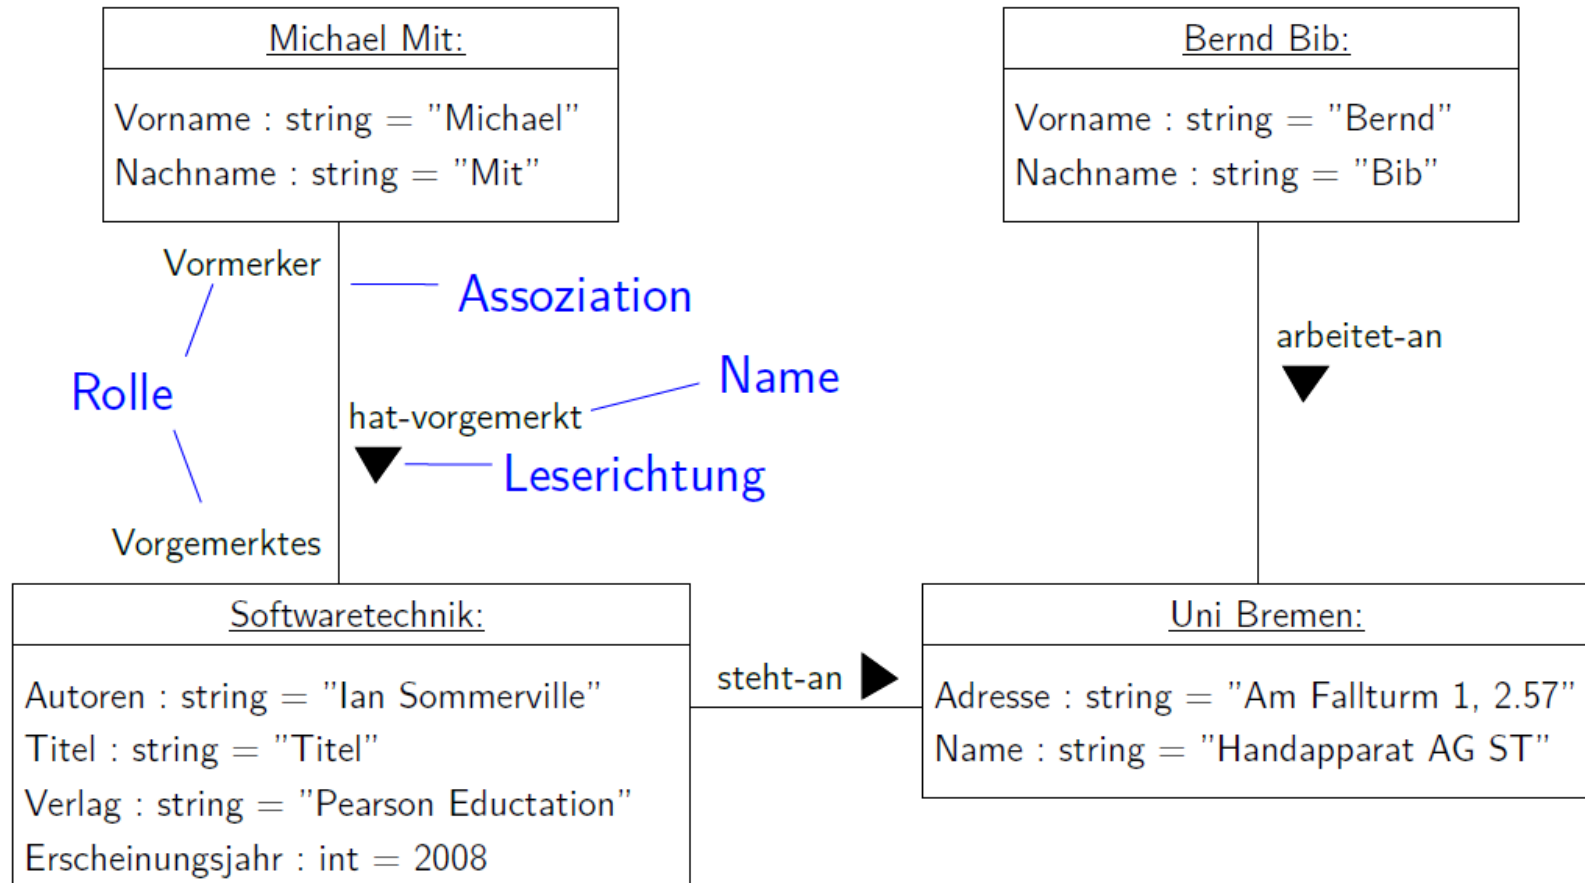 Michael Mit:
Vorname : string = ”Michael”
Nachname : string = ”Mit”
Bernd Bib:
Vorname : string = ”Bernd”
Nachname : string = ”Bib”
Vormerker
Assoziation
arbeitet-an
Name
Rolle
hat-vorgemerkt
Leserichtung
Vorgemerktes
Softwaretechnik:
Autoren : string = ”Ian Sommerville”
Titel : string = ”Titel”
Verlag : string = ”Pearson Eductation”
Erscheinungsjahr : int = 2008
steht-an
Uni Bremen:
Adresse : string = ”Am Fallturm 1, 2.57”
Name : string = ”Handapparat AG ST”